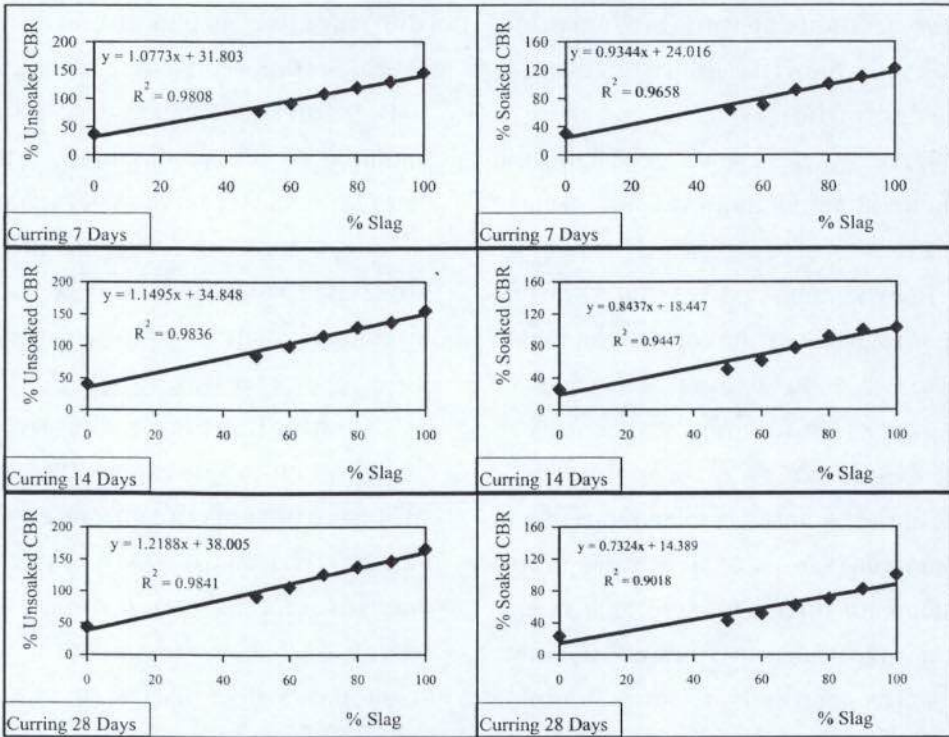 % Unsoaked CBR
200
150
100
50
0
y = 1.0773x + 31.803
R² = 0.9808
0 20 40 60 80 100
% Slag
Curring 7 Days
% Soaked CBR
160
120
80
40
0
y = 0.9344x + 24.016
R² = 0.9658
0 20 40 60 80 100
% Slag
Curring 7 Days
% Unsoaked CBR
200
150
100
50
0
y = 1.1495x + 34.848
R² = 0.9836
0 20 40 60 80 100
% Slag
Curring 14 Days
% Soaked CBR
160
120
80
40
0
y = 0.8437x + 18.447
R² = 0.9447
0 20 40 60 80 100
% Slag
Curring 14 Days
% Unsoaked CBR
200
150
100
50
0
y = 1.2188x + 38.005
R² = 0.9841
0 20 40 60 80 100
% Slag
Curring 28 Days
% Soaked CBR
160
120
80
40
0
y = 0.7324x + 14.389
R² = 0.9018
0 20 40 60 80 100
% Slag
Curring 28 Days